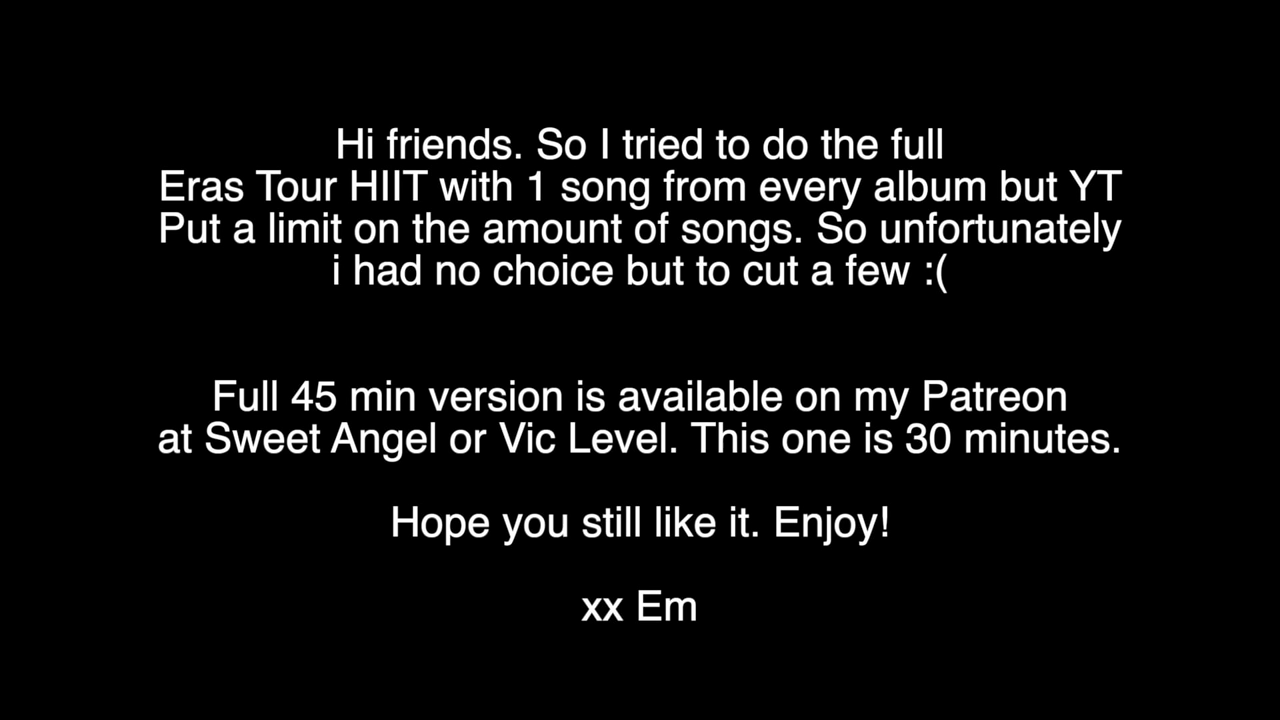 Hi friends. So I tried to do the full
Eras Tour HIIT with 1 song from every album but YT
Put a limit on the amount of songs. So unfortunately
i had no choice but to cut a few :(
Full 45 min version is available on my Patreon
at Sweet Angel or Vic Level. This one is 30 minutes.
Hope you still like it. Enjoy!
xx Em